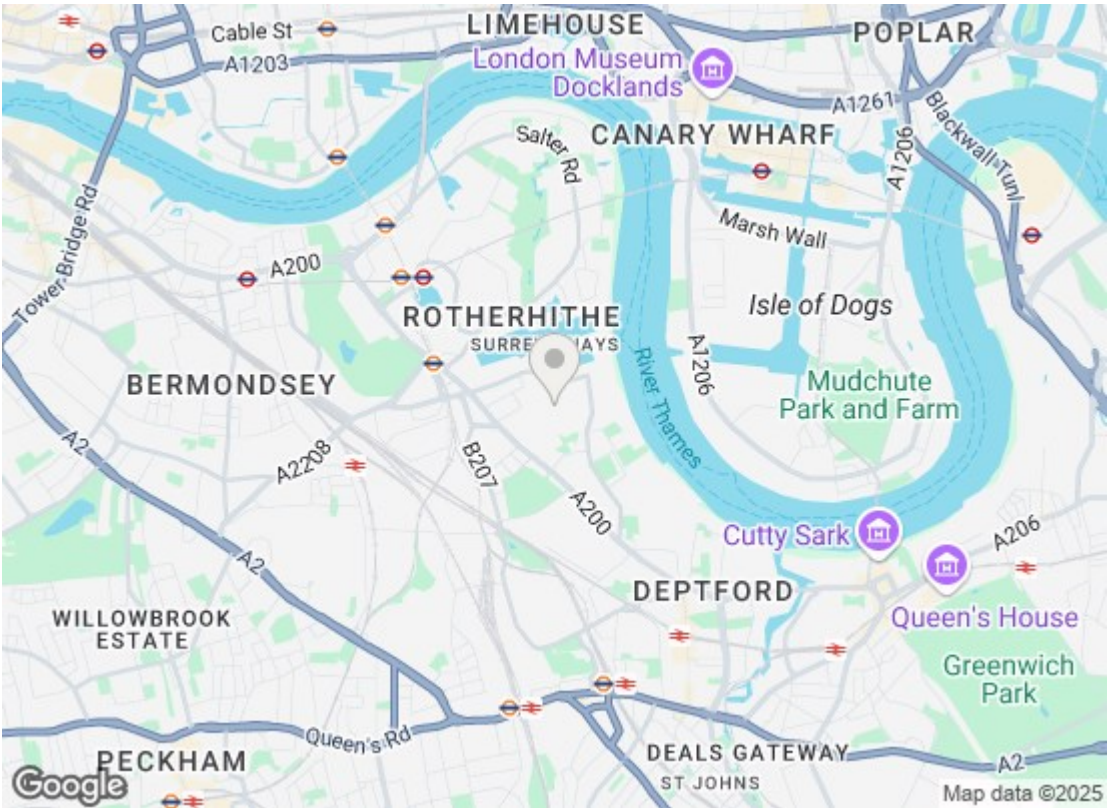 LIMEHOUSE
POPLAR
Cable St
A1203
London Museum
Docklands
A1261
Blackwall Tunl
CANARY WHARF
A1206
Salter Rd
Tower Bridge Rd
Marsh Wall
A200
Isle of Dogs
ROTHERHITHE
River Thames
A1206
BERMONDSEY
Mudchute
Park and Farm
A2
A2208
B207
A200
Cutty Sark
A206
A2
DEPTFORD
WILLOWBROOK
ESTATE
Queen's House
Greenwich
Park
Queen's Rd
DEALS GATEWAY
ST JOHNS
A2
PECKHAM
Google
Map data ©2025